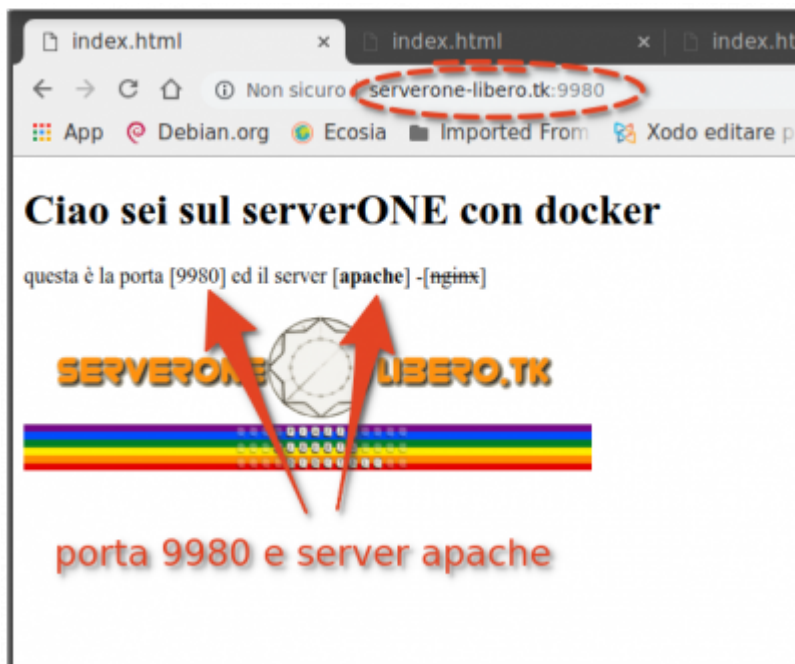 index.html
index.html
index.ht
Non sicuro serverone-libero.tk:9980
App Debian.org Ecosia Imported From Xodo editare p
Ciao sei sul serverONE con docker
questa è la porta [9980] ed il server [apache] -[nginx]
SERVERONE LIBERO.TK
porta 9980 e server apache